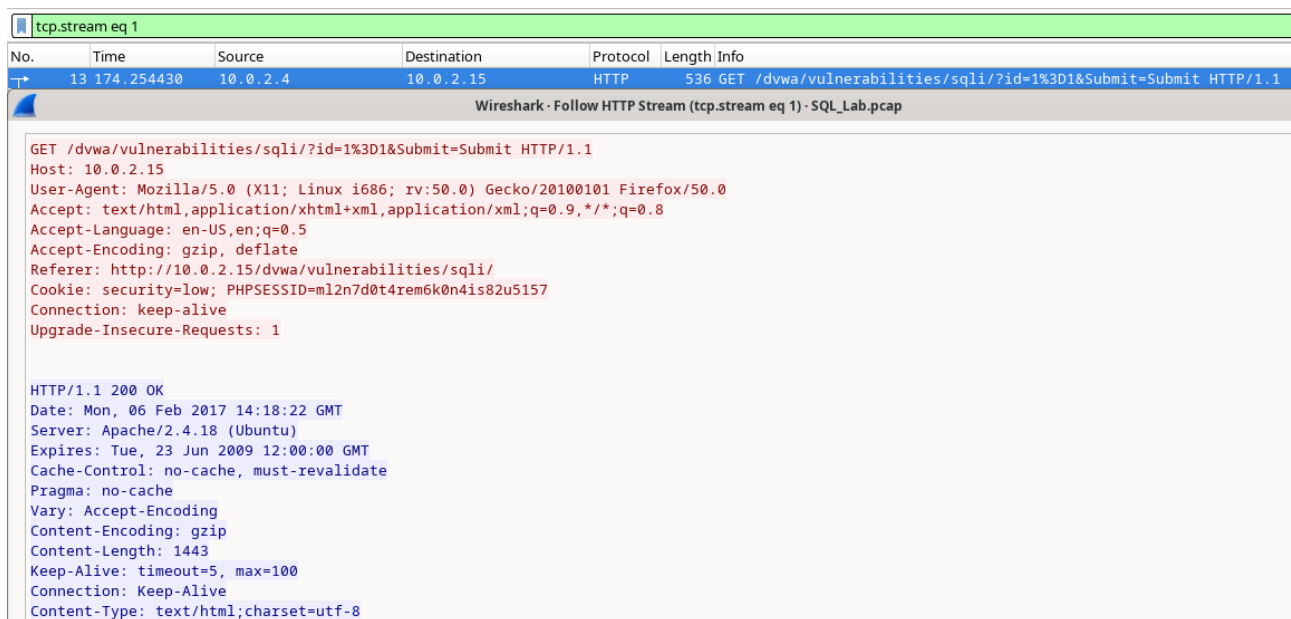 tcp.stream eq 1
No. Time Source Destination Protocol Length Info
13 174.254430 10.0.2.4 10.0.2.15 HTTP 536 GET /dvwa/vulnerabilities/sqli/?id=1%3D1&Submit=Submit HTTP/1.1
Wireshark · Follow HTTP Stream (tcp.stream eq 1) · SQL_Lab.pcap
GET /dvwa/vulnerabilities/sqli/?id=1%3D1&Submit=Submit HTTP/1.1
Host: 10.0.2.15
User-Agent: Mozilla/5.0 (X11; Linux i686; rv:50.0) Gecko/20100101 Firefox/50.0
Accept: text/html,application/xhtml+xml,application/xml;q=0.9,*/*;q=0.8
Accept-Language: en-US,en;q=0.5
Accept-Encoding: gzip, deflate
Referer: http://10.0.2.15/dvwa/vulnerabilities/sqli/
Cookie: security=low; PHPSESSID=ml2n7d0t4rem6k0n4is82u5157
Connection: keep-alive
Upgrade-Insecure-Requests: 1
HTTP/1.1 200 OK
Date: Mon, 06 Feb 2017 14:18:22 GMT
Server: Apache/2.4.18 (Ubuntu)
Expires: Tue, 23 Jun 2009 12:00:00 GMT
Cache-Control: no-cache, must-revalidate
Pragma: no-cache
Vary: Accept-Encoding
Content-Encoding: gzip
Content-Length: 1443
Keep-Alive: timeout=5, max=100
Connection: Keep-Alive
Content-Type: text/html;charset=utf-8